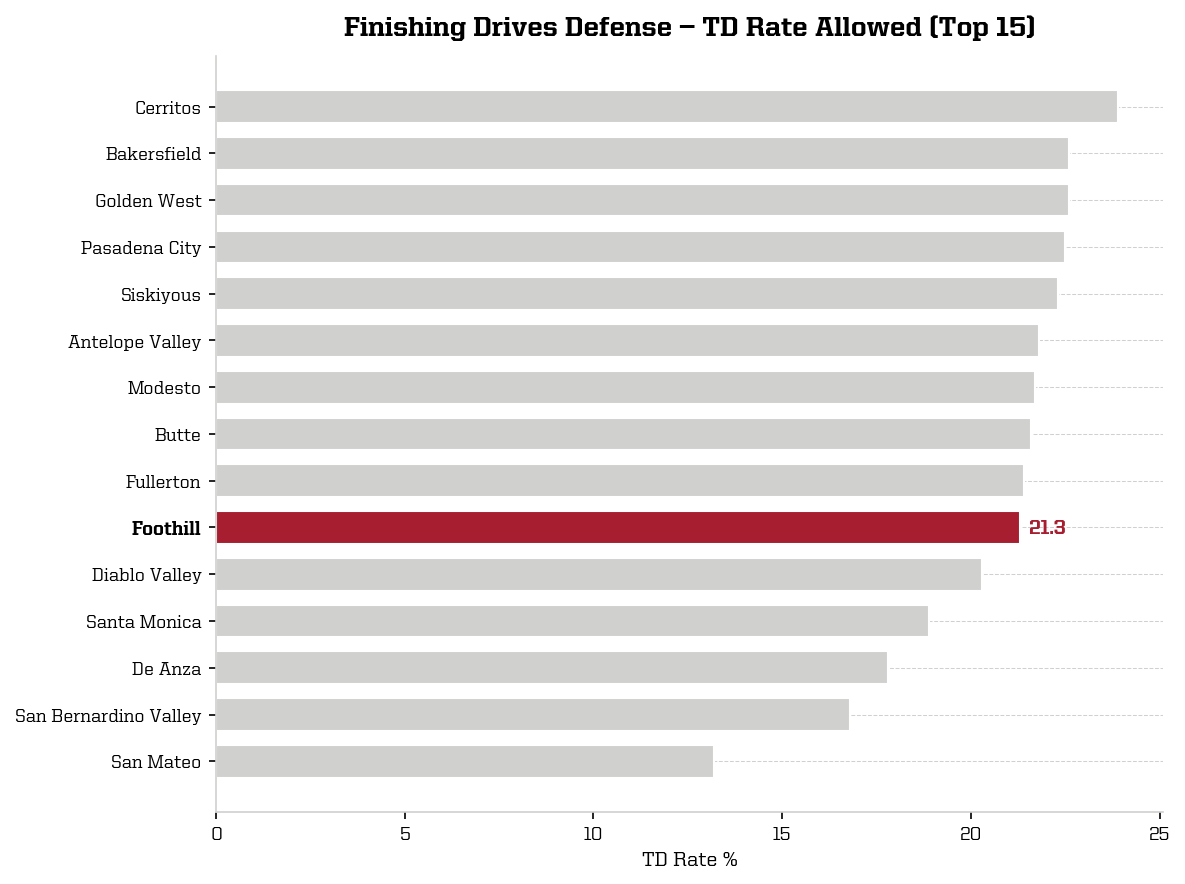 Finishing Drives Defense – TD Rate Allowed (Top 15)
Cerritos
Bakersfield
Golden West
Pasadena City
Siskiyous
Antelope Valley
Modesto
Butte
Fullerton
Foothill 21.3
Diablo Valley
Santa Monica
De Anza
San Bernardino Valley
San Mateo
0 5 10 15 20 25
TD Rate %